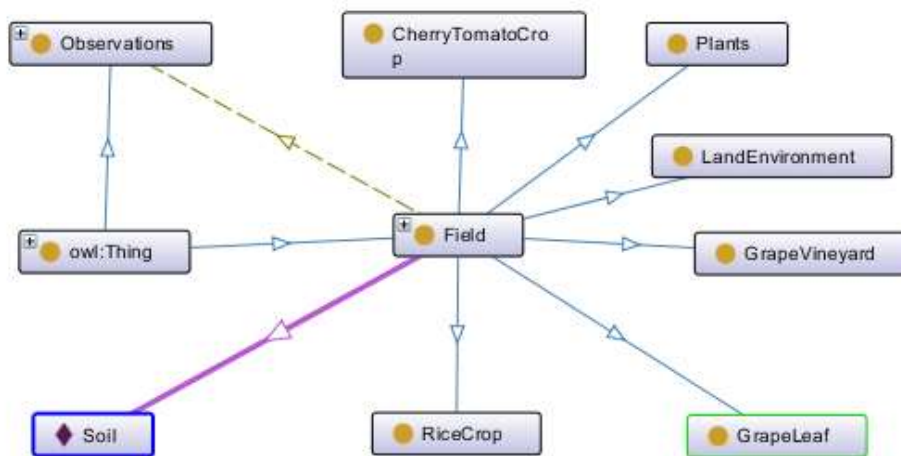 Observations
CherryTomatoCro
p
Plants
LandEnvironment
owl:Thing
Field
GrapeVineyard
Soil
RiceCrop
GrapeLeaf